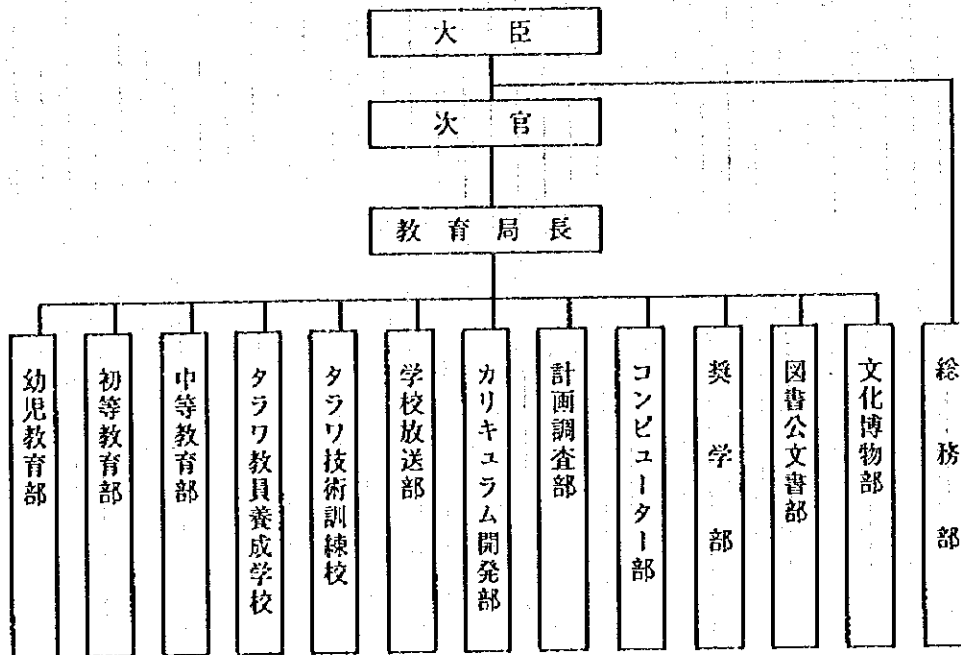 大臣
次官
教育局長
幼児教育部
初等教育部
中等教育部
タラワ教員養成学校
タラワ技術訓練校
学校放送部
カリキュラム開発部
計画調査部
コンピューター部
奨学部
図書公文書部
文化博物部
総務部